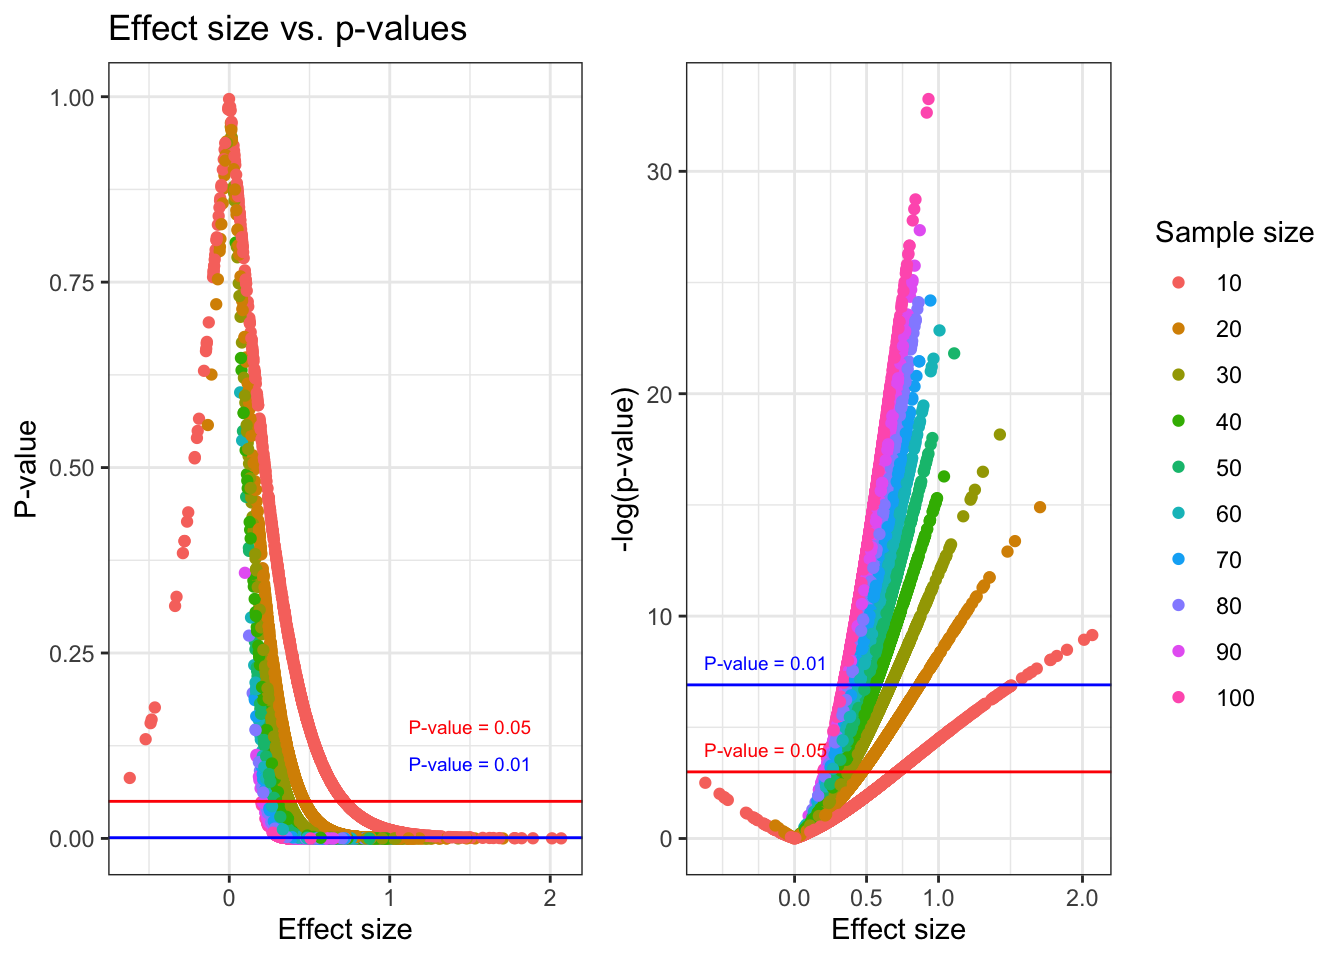 Effect size vs. p-values
P-value
1.00
0.75
0.50
0.25
0.00
P-value = 0.05
P-value = 0.01
0
1
2
Effect size
-log(p-value)
30
20
10
0
P-value = 0.01
P-value = 0.05
0.0
0.5
1.0
2.0
Effect size
Sample size
10
20
30
40
50
60
70
80
90
100